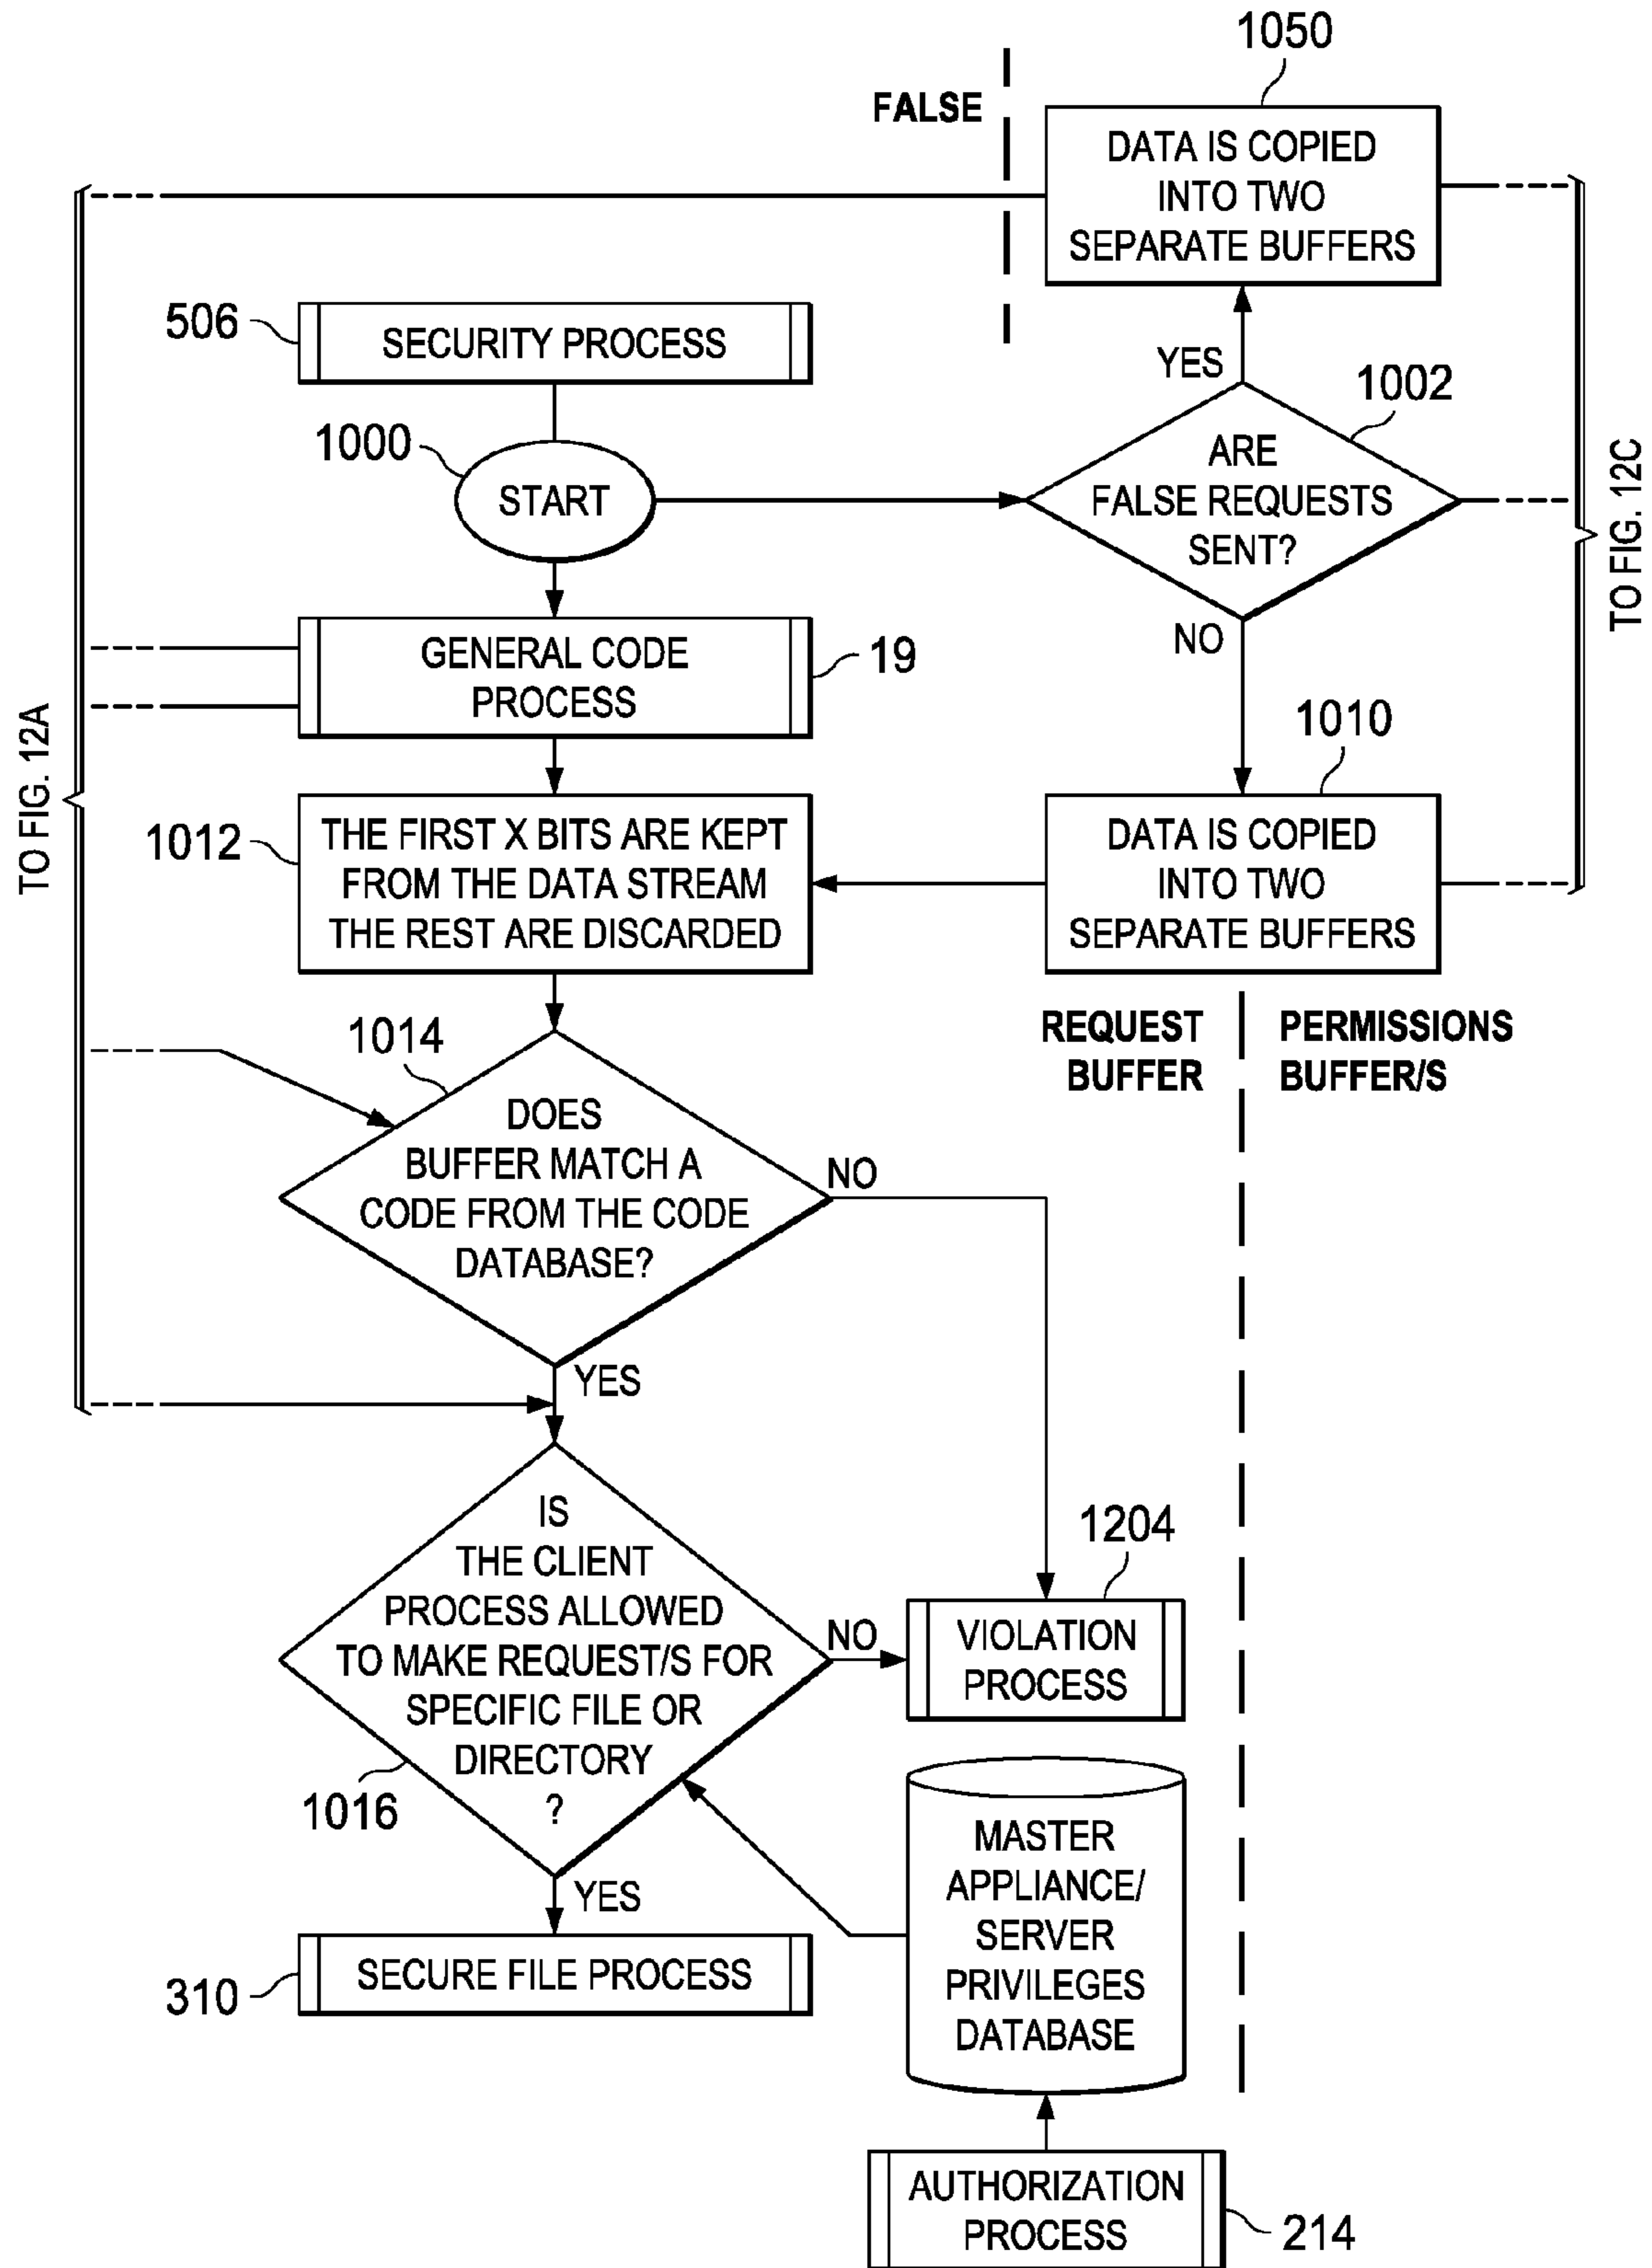 1050
FALSE
DATA IS COPIED
INTO TWO
SEPARATE BUFFERS
506
SECURITY PROCESS
YES
1002
1000
START
ARE
FALSE REQUESTS
SENT?
TO FIG. 12C
GENERAL CODE
PROCESS
19
NO
TO FIG. 12A
1010
1012
THE FIRST X BITS ARE KEPT
FROM THE DATA STREAM
THE REST ARE DISCARDED
DATA IS COPIED
INTO TWO
SEPARATE BUFFERS
REQUEST
BUFFER
PERMISSIONS
BUFFER/S
1014
DOES
BUFFER MATCH A
CODE FROM THE CODE
DATABASE?
NO
YES
IS
THE CLIENT
PROCESS ALLOWED
TO MAKE REQUEST/S FOR
SPECIFIC FILE OR
DIRECTORY
?
1016
NO
1204
VIOLATION
PROCESS
YES
MASTER
APPLIANCE/
SERVER
PRIVILEGES
DATABASE
310
SECURE FILE PROCESS
AUTHORIZATION
PROCESS
214